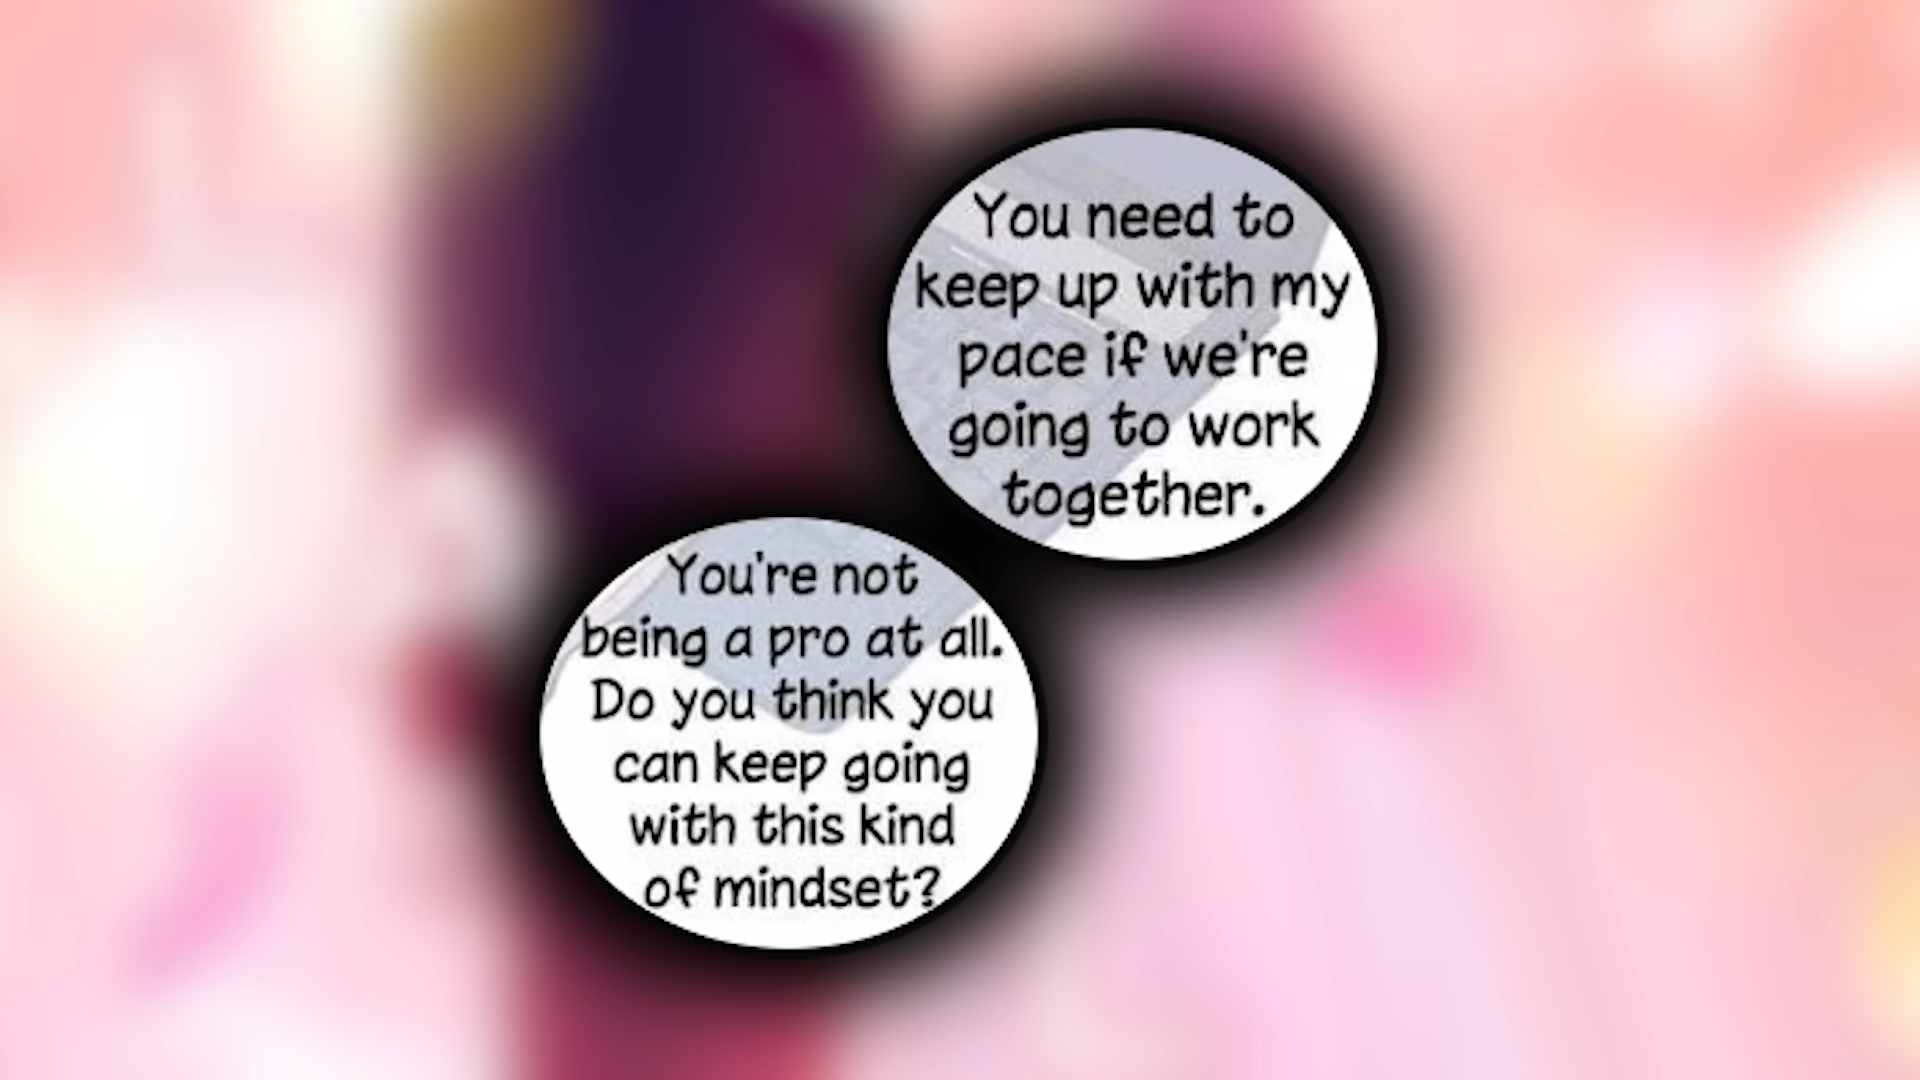 You need to
keep up with my
pace if we're
going to work
together.
You're not
being a pro at all.
Do you think you
can keep going
with this kind
of mindset?